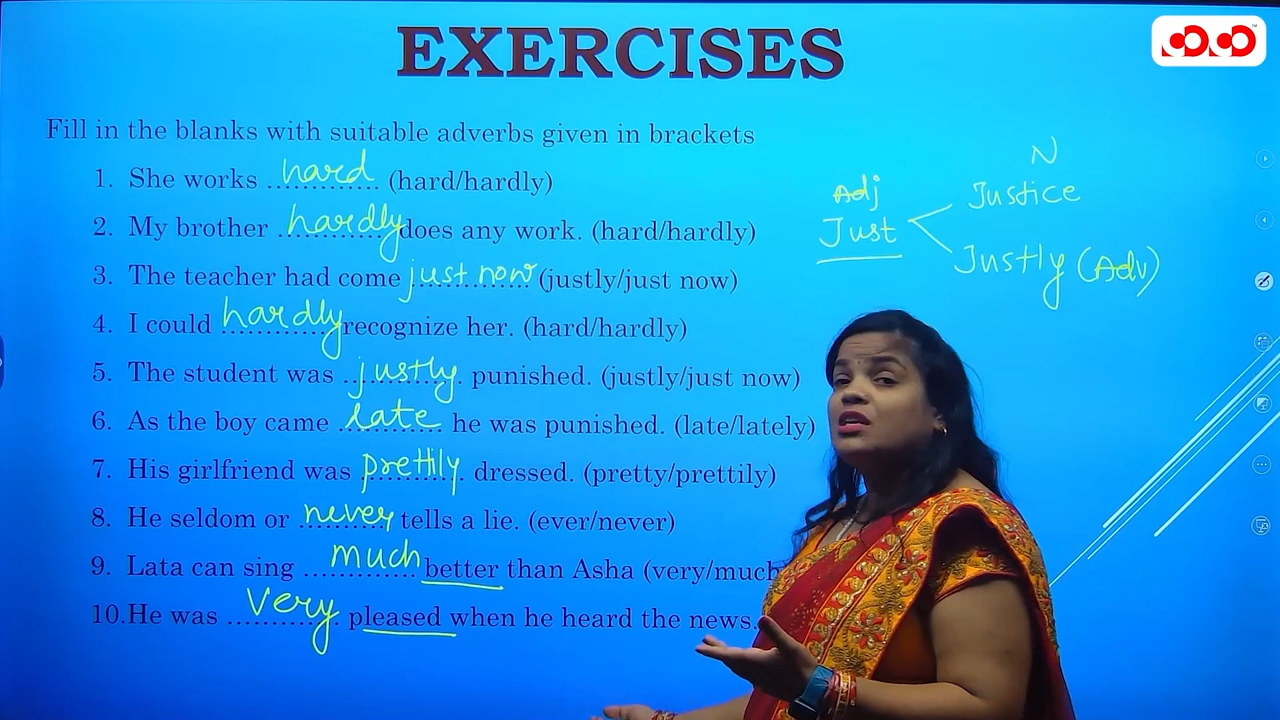 EXERCISES
Fill in the blanks with suitable adverbs given in brackets
1. She works hard (hard/hardly)
2. My brother hardly does any work. (hard/hardly)
3. The teacher had come just now (justly/just now)
4. I could hardly recognize her. (hard/hardly)
5. The student was justly punished. (justly/just now)
6. As the boy came late he was punished. (late/lately)
7. His girlfriend was prettily dressed. (pretty/prettily)
8. He seldom or never tells a lie. (ever/never)
9. Lata can sing much better than Asha (very/much
10.He was very pleased when he heard the news.
N
Adj
Justice
Just
Justly (Adv)